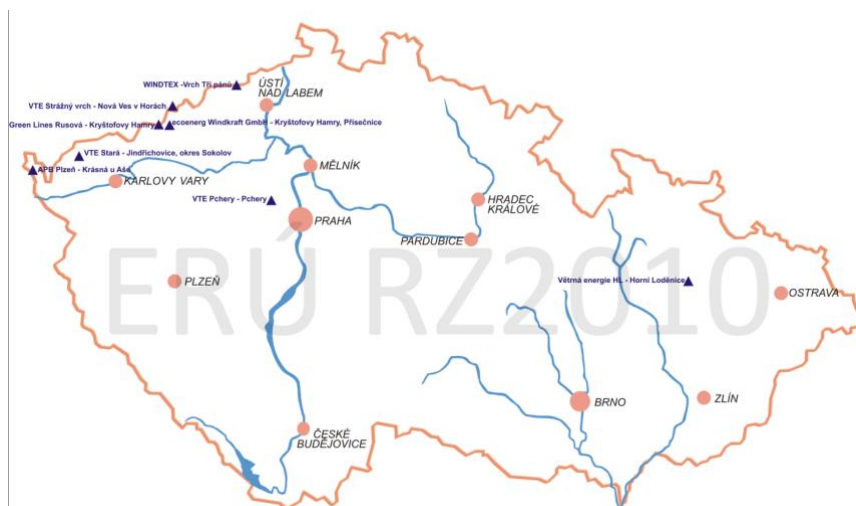 WINDTEX -Vrch Tří pánů
ÚSTÍ
NAD LABEM
VTE Strážný vrch - Nová Ves v Horách
Green Lines Rusová - Kryštofovy Hamry
ecoenerg Windkraft GmbH - Kryštofovy Hamry, Přísečnice
VTE Stará - Jindřichovice, okres Sokolov
APB Plzeň - Krásná u Aše
KARLOVY VARY
MĚLNÍK
VTE Pchery - Pchery
PRAHA
HRADEC
KRÁLOVÉ
PARDUBICE
ERÚ RZ2010
PLZEŇ
Větrná energie HL - Horní Loděnice
OSTRAVA
BRNO
ZLÍN
ČESKÉ
BUDĚJOVICE